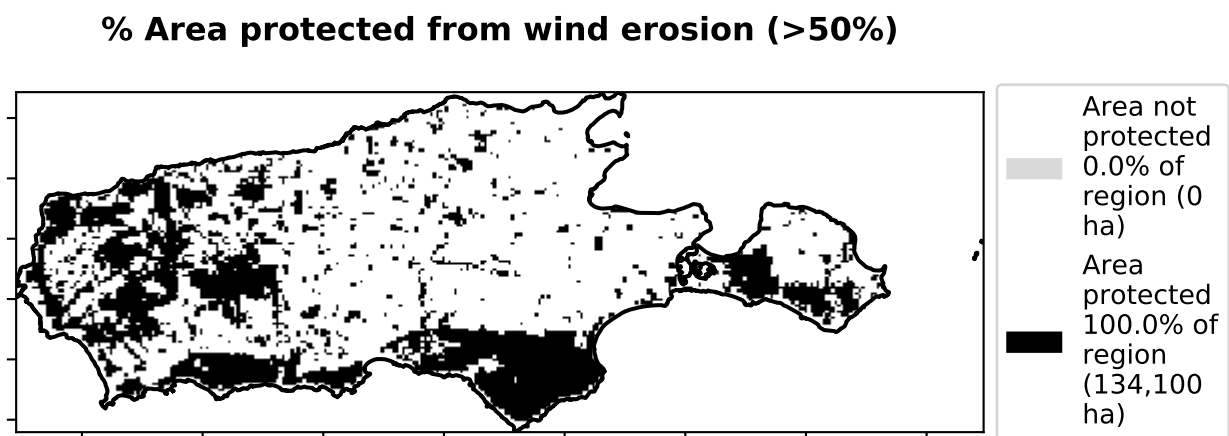 % Area protected from wind erosion (>50%)
Area not
protected
0.0% of
region (0
ha)
Area
protected
100.0% of
region
(134,100
ha)